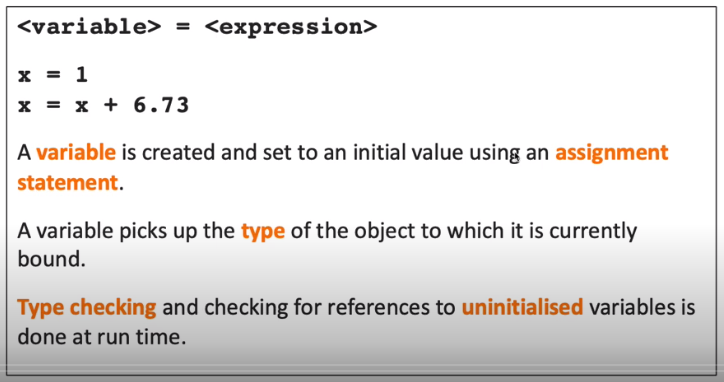 <variable> = <expression>
x = 1
x = x + 6.73
A variable is created and set to an initial value using an assignment
statement.
A variable picks up the type of the object to which it is currently
bound.
Type checking and checking for references to uninitialised variables is
done at run time.